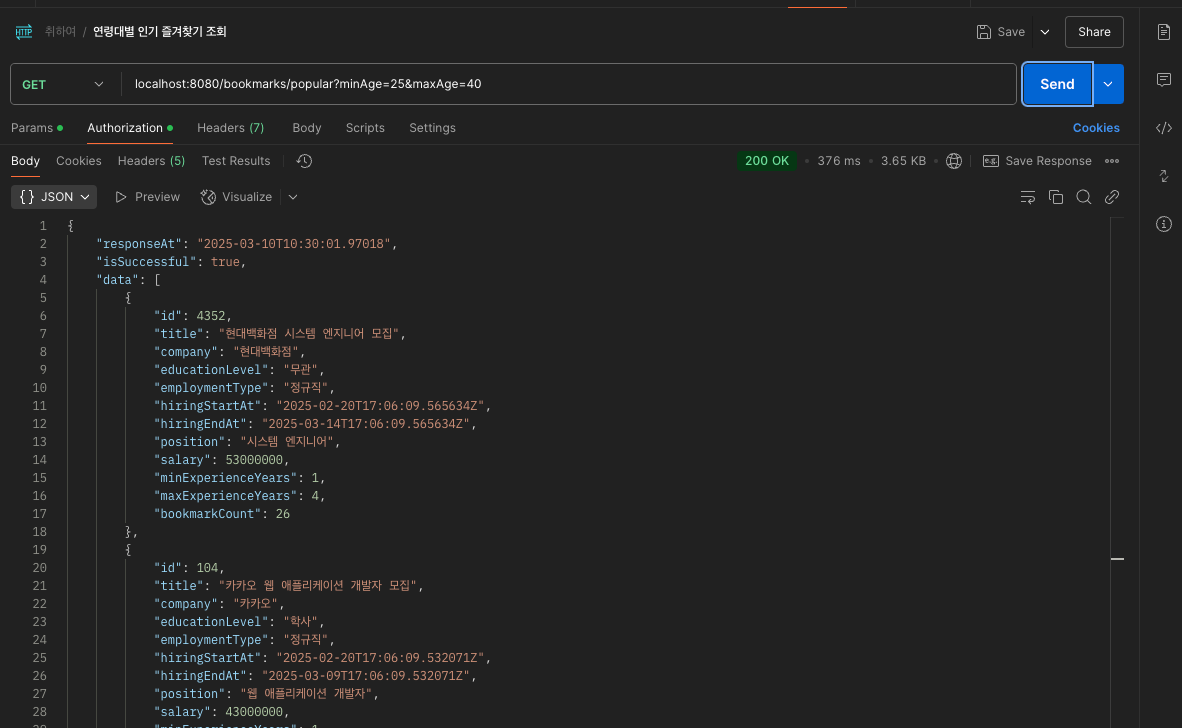 HTTP 취하여 / 연령대별 인기 즐겨찾기 조회 Save Share
GET localhost:8080/bookmarks/popular?minAge=25&maxAge=40 Send
Params Authorization Headers (7) Body Scripts Settings Cookies
Body Cookies Headers (5) Test Results 200 OK 376 ms 3.65 KB e.g. Save Response
{} JSON Preview Visualize
1 {
2 "responseAt": "2025-03-10T10:30:01.97018",
3 "isSuccessful": true,
4 "data": [
5 {
6 "id": 4352,
7 "title": "현대백화점 시스템 엔지니어 모집",
8 "company": "현대백화점",
9 "educationLevel": "무관",
10 "employmentType": "정규직",
11 "hiringStartAt": "2025-02-20T17:06:09.565634Z",
12 "hiringEndAt": "2025-03-14T17:06:09.565634Z",
13 "position": "시스템 엔지니어",
14 "salary": 53000000,
15 "minExperienceYears": 1,
16 "maxExperienceYears": 4,
17 "bookmarkCount": 26
18 },
19 {
20 "id": 104,
21 "title": "카카오 웹 애플리케이션 개발자 모집",
22 "company": "카카오",
23 "educationLevel": "학사",
24 "employmentType": "정규직",
25 "hiringStartAt": "2025-02-20T17:06:09.532071Z",
26 "hiringEndAt": "2025-03-09T17:06:09.532071Z",
27 "position": "웹 애플리케이션 개발자",
28 "salary": 43000000,
29 "minExperienceYears": 1